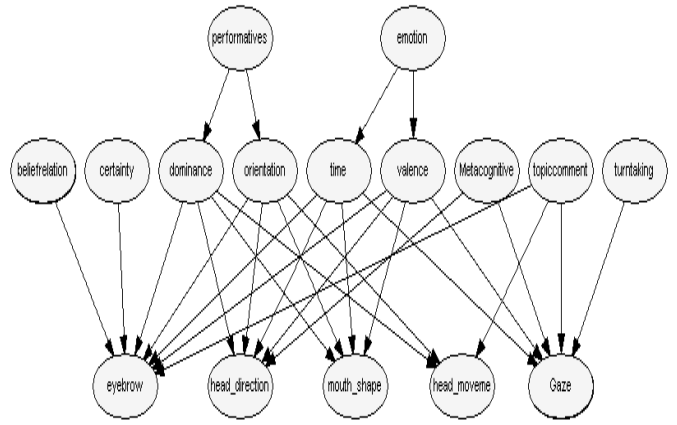 performatives
emotion
beliefrelation
certainty
dominance
orientation
time
valence
Metacognitive
topiccomment
turntaking
eyebrow
head_direction
mouth_shape
head_moveme
Gaze